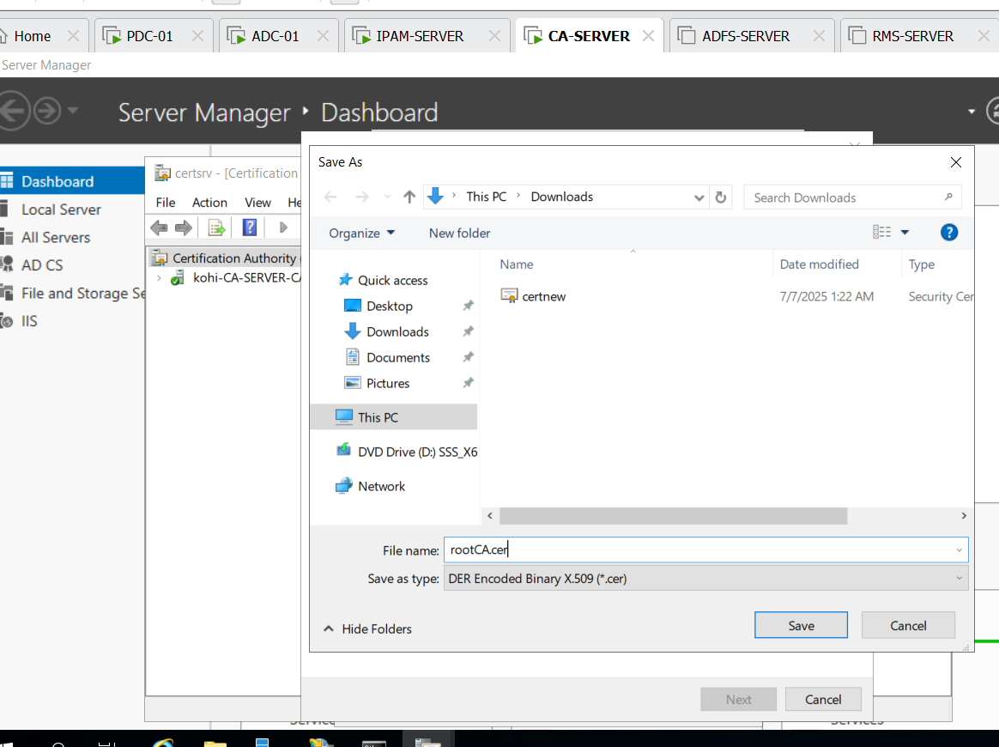 Home
PDC-01
ADC-01
IPAM-SERVER
CA-SERVER
ADFS-SERVER
RMS-SERVER
Server Manager
Server Manager Dashboard
Save As
Dashboard
certsrv - [Certification
This PC
Downloads
Search Downloads
File Action View He
Local Server
Organize
New folder
All Servers
Certification Authority (
Name
Date modified
Type
AD CS
kohi-CA-SERVER-CA
Quick access
File and Storage Se
Desktop
certnew
7/7/2025 1:22 AM
Security Cer
IIS
Downloads
Documents
Pictures
This PC
DVD Drive (D:) SSS_X6
Network
File name: rootCA.cer
Save as type: DER Encoded Binary X.509 (*.cer)
Hide Folders
Save
Cancel
Next
Cancel
Services